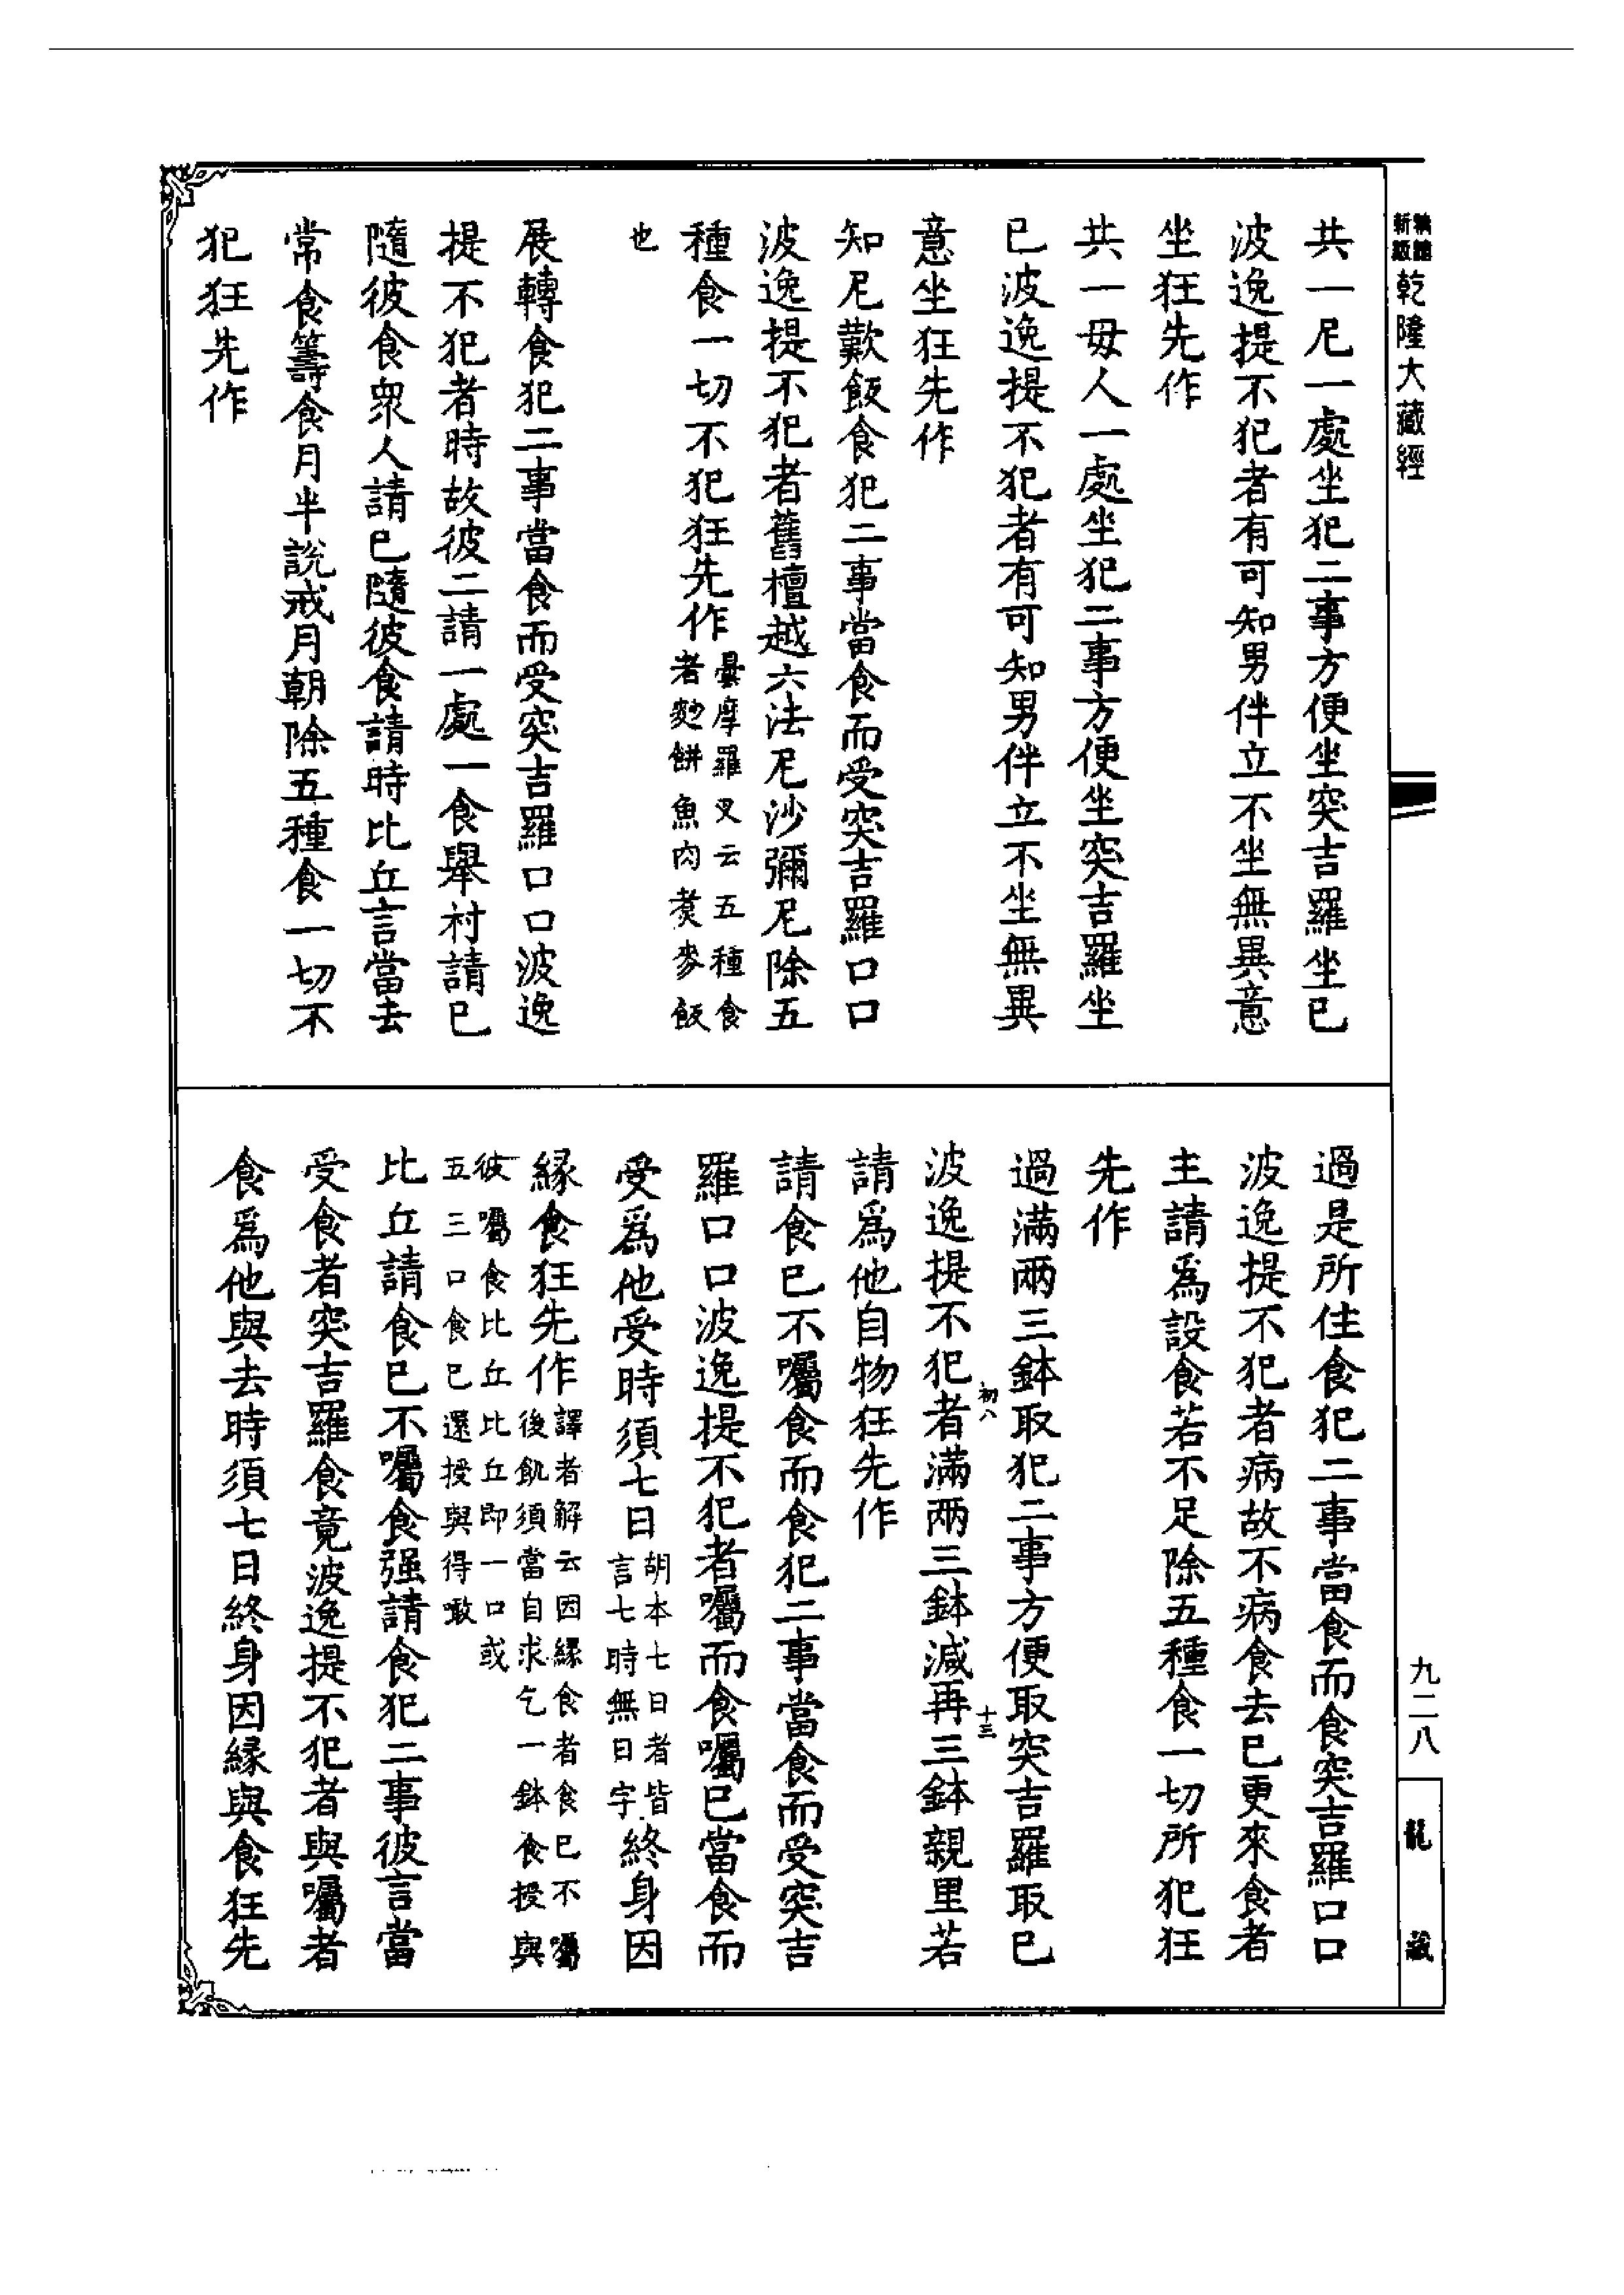 新版
乾隆大藏經
共一尼一處坐犯二事方便坐突吉羅坐已
波逸提不犯者有可知男伴立不坐無異意
坐狂先作
共一毋人一處坐犯二事方便坐突吉羅坐
已波逸提不犯者有可知男伴立不坐無異
意坐狂先作
知尼歎飯食犯二事當食而受突吉羅口口
波逸提不犯者舊檀越六法尼沙彌尼除五
種食一切不犯狂先作
曇摩羅叉云五種食
者麨餅魚肉煑麥飯
也
展轉食犯二事當食而受突吉羅口口波逸
提不犯者時故彼二請一處一食舉村請已
隨彼食衆人請已隨彼食請時比丘言當去
常食籌食月半說戒月朝除五種食一切不
犯狂先作
過是所住食犯二事當食而食突吉羅口口
波逸提不犯者病故不病食去已更來食者
主請爲設食若不足除五種食一切所犯狂
先作
過滿兩三鉢取犯二事方便取突吉羅取已
初八
十三
波逸提不犯者滿兩三鉢減再三鉢親里若
請爲他自物狂先作
請食已不囑食而食犯二事當食而受突吉
羅口口波逸提不犯者囑而食囑已當食而
受爲他受時須七日
胡本七日者皆
言七時無日字
終身因
緣食狂先作
譯者解云因緣食者食已不囑
後飢須當自求乞一鉢食授與
彼囑食比丘比丘即一口或
五三口食已還授與得噉
比丘請食已不囑食强請食犯二事彼言當
受食者突吉羅食竟波逸提不犯者與囑者
食爲他與去時須七日終身因緣與食狂先
九二八
龍藏